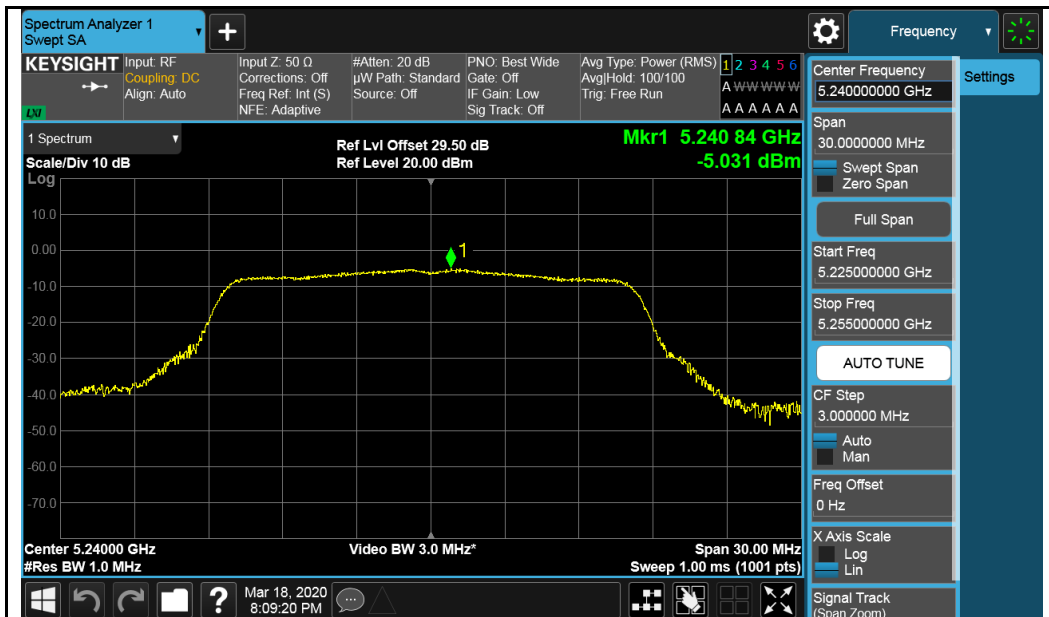 Spectrum Analyzer 1
Swept SA
+
Frequency
KEYSIGHT
Input: RF
Coupling: DC
Align: Auto
LXI
Input Z: 50 Ω
Corrections: Off
Freq Ref: Int (S)
NFE: Adaptive
#Atten: 20 dB
µW Path: Standard
Source: Off
PNO: Best Wide
Gate: Off
IF Gain: Low
Sig Track: Off
Avg Type: Power (RMS)
Avg|Hold: 100/100
Trig: Free Run
1 2 3 4 5 6
A W W W W W
A A A A A A
1 Spectrum
Scale/Div 10 dB
Log
Ref Lvl Offset 29.50 dB
Ref Level 20.00 dBm
Mkr1 5.240 84 GHz
-5.031 dBm
10.0
0.00
-10.0
-20.0
-30.0
-40.0
-50.0
-60.0
-70.0
1
Center 5.24000 GHz
#Res BW 1.0 MHz
Video BW 3.0 MHz*
Span 30.00 MHz
Sweep 1.00 ms (1001 pts)
Center Frequency
5.240000000 GHz
Span
30.0000000 MHz
Swept Span
Zero Span
Full Span
Start Freq
5.225000000 GHz
Stop Freq
5.255000000 GHz
AUTO TUNE
CF Step
3.000000 MHz
Auto
Man
Freq Offset
0 Hz
X Axis Scale
Log
Lin
Signal Track
(Span Zoom)
Settings
?
Mar 18, 2020
8:09:20 PM